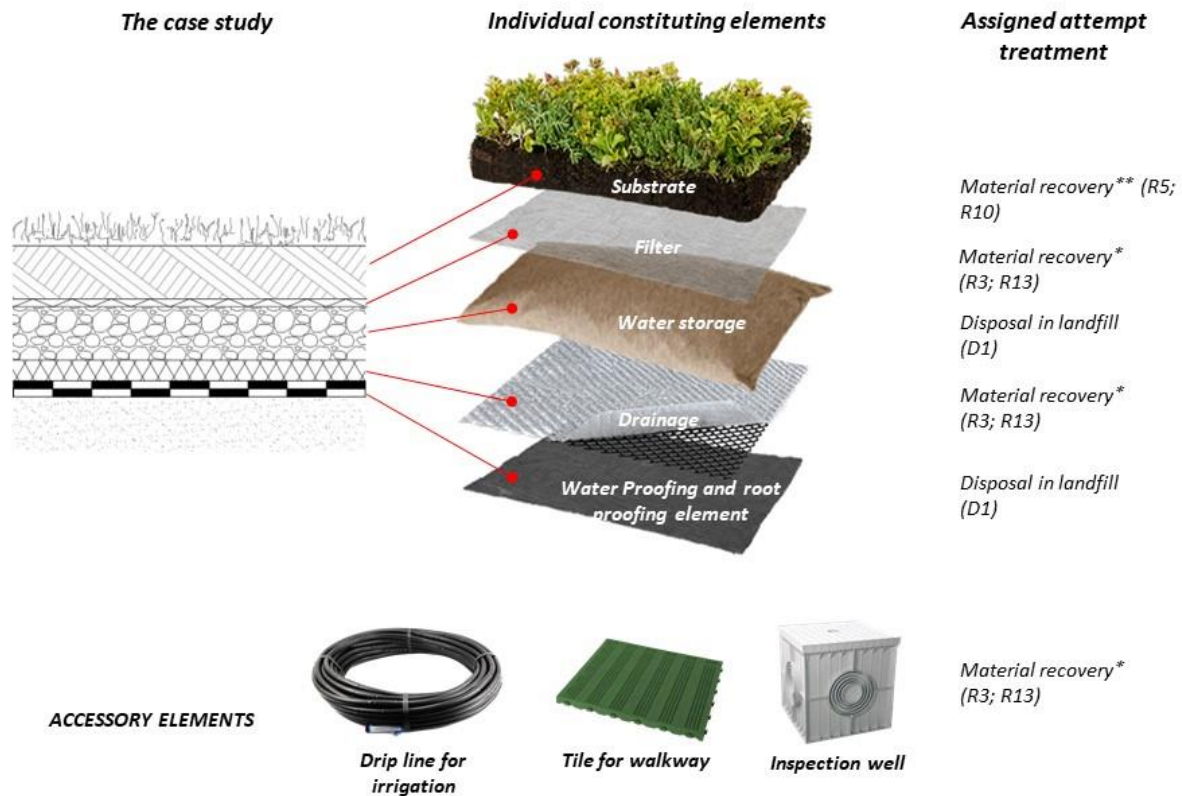 The case study
Individual constituting elements
Assigned attempt
treatment
Substrate
Material recovery** (R5;
R10)
Filter
Material recovery*
(R3; R13)
Water storage
Disposal in landfill
(D1)
Drainage
Material recovery*
(R3; R13)
Water Proofing and root
proofing element
Disposal in landfill
(D1)
ACCESSORY ELEMENTS
Material recovery*
(R3; R13)
Drip line for
irrigation
Tile for walkway
Inspection well